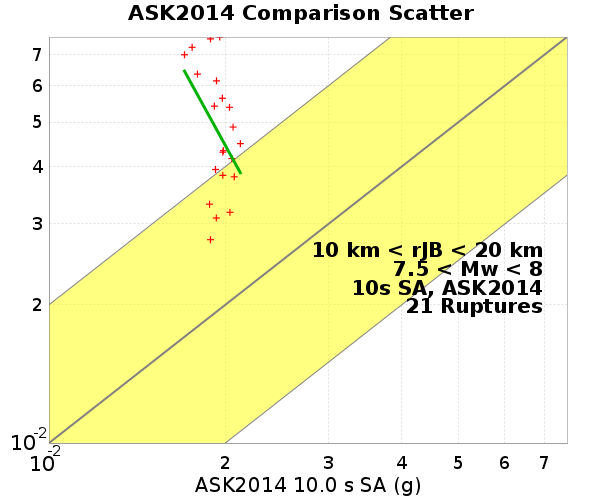 ASK2014 Comparison Scatter
7
6
5
4
3
2
10 km < rJB < 20 km
7.5 < Mw < 8
10s SA, ASK2014
21 Ruptures
10-2
10-2 2 3 4 5 6 7
ASK2014 10.0 s SA (g)